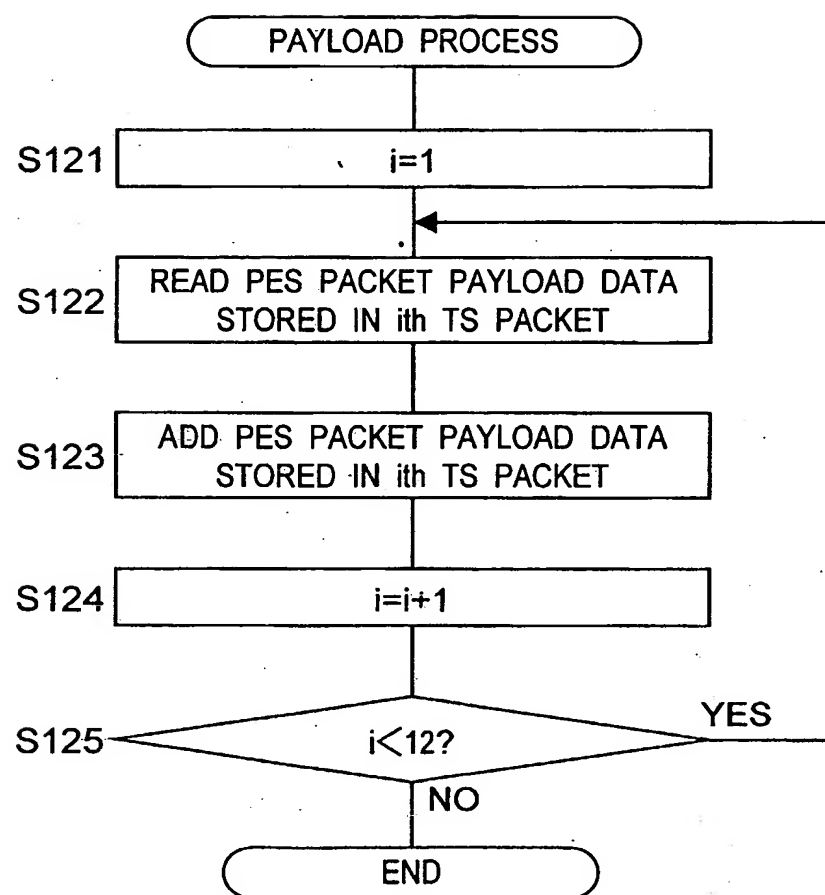 PAYLOAD PROCESS
S121
i=1
S122
READ PES PACKET PAYLOAD DATA
STORED IN ith TS PACKET
S123
ADD PES PACKET PAYLOAD DATA
STORED IN ith TS PACKET
S124
i=i+1
S125
i<12?
YES
NO
END